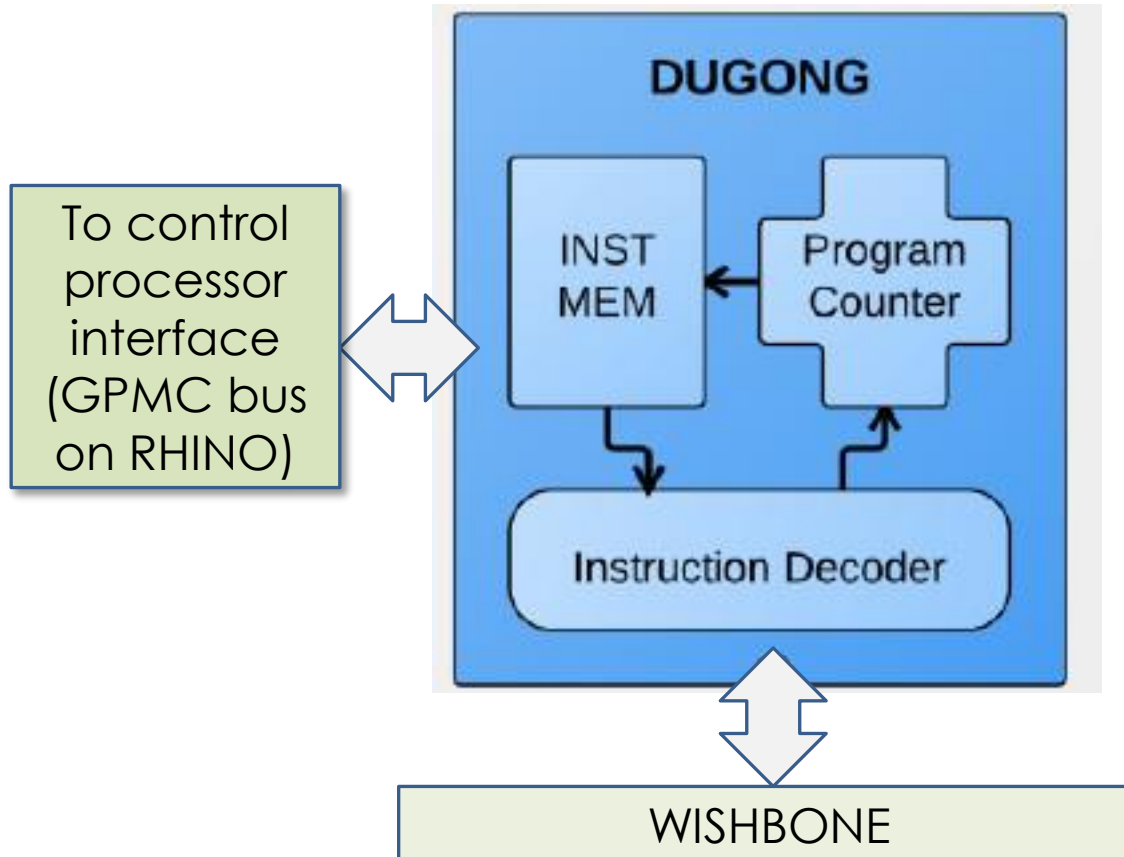 DUGONG
To control
processor
interface
(GPMC bus
on RHINO)
INST
MEM
Program
Counter
Instruction Decoder
WISHBONE